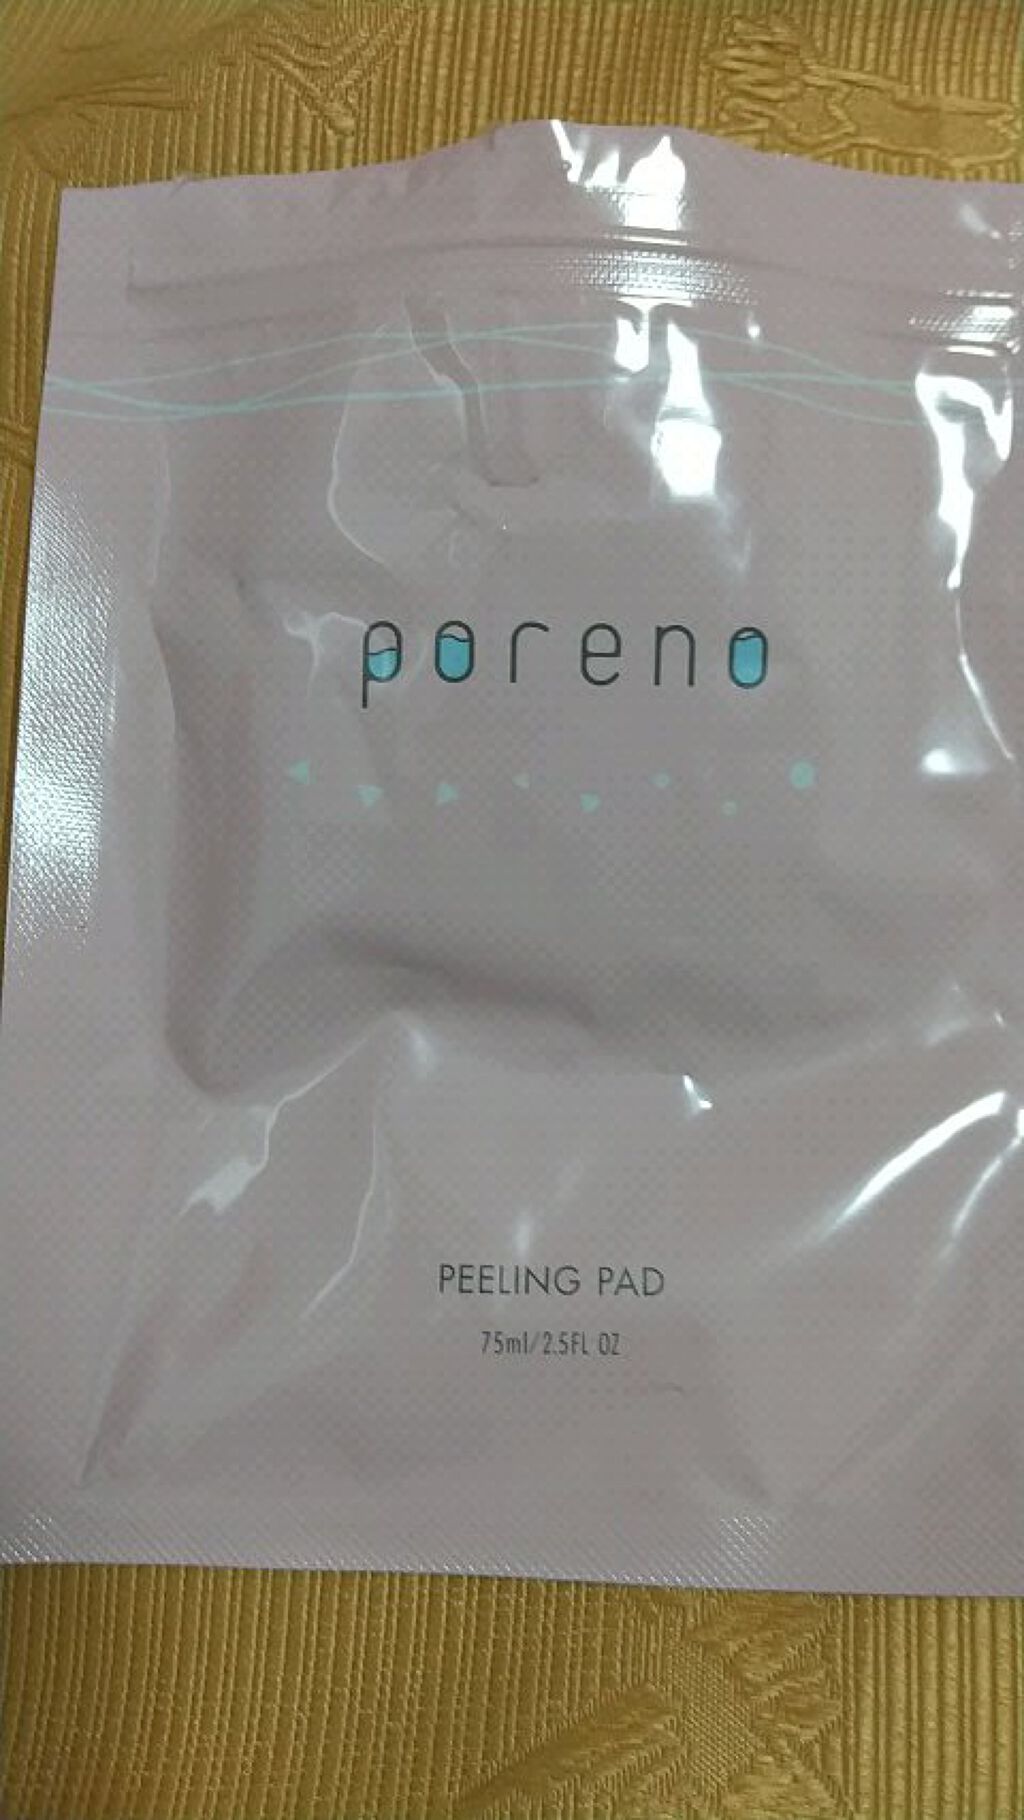 poreno
PEELING PAD
75ml/2.5FL OZ